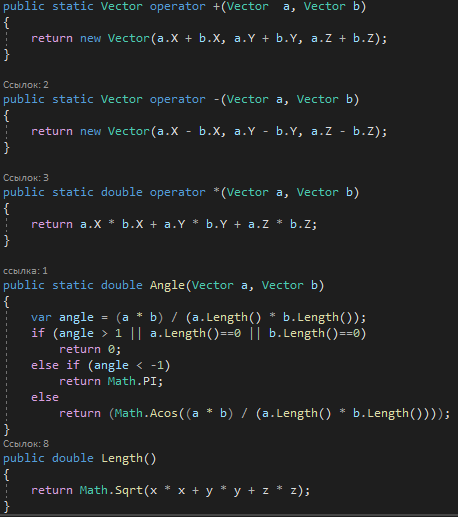 public static Vector operator +(Vector  a, Vector b)
{
    return new Vector(a.X + b.X, a.Y + b.Y, a.Z + b.Z);
}
Ссылок: 2
public static Vector operator -(Vector a, Vector b)
{
    return new Vector(a.X - b.X, a.Y - b.Y, a.Z - b.Z);
}
Ссылок: 3
public static double operator *(Vector a, Vector b)
{
    return a.X * b.X + a.Y * b.Y + a.Z * b.Z;
}
ссылка: 1
public static double Angle(Vector a, Vector b)
{
    var angle = (a * b) / (a.Length() * b.Length());
    if (angle > 1 || a.Length()==0 || b.Length()==0)
        return 0;
    else if (angle < -1)
        return Math.PI;
    else
        return (Math.Acos((a * b) / (a.Length() * b.Length())));
}
Ссылок: 8
public double Length()
{
    return Math.Sqrt(x * x + y * y + z * z);
}